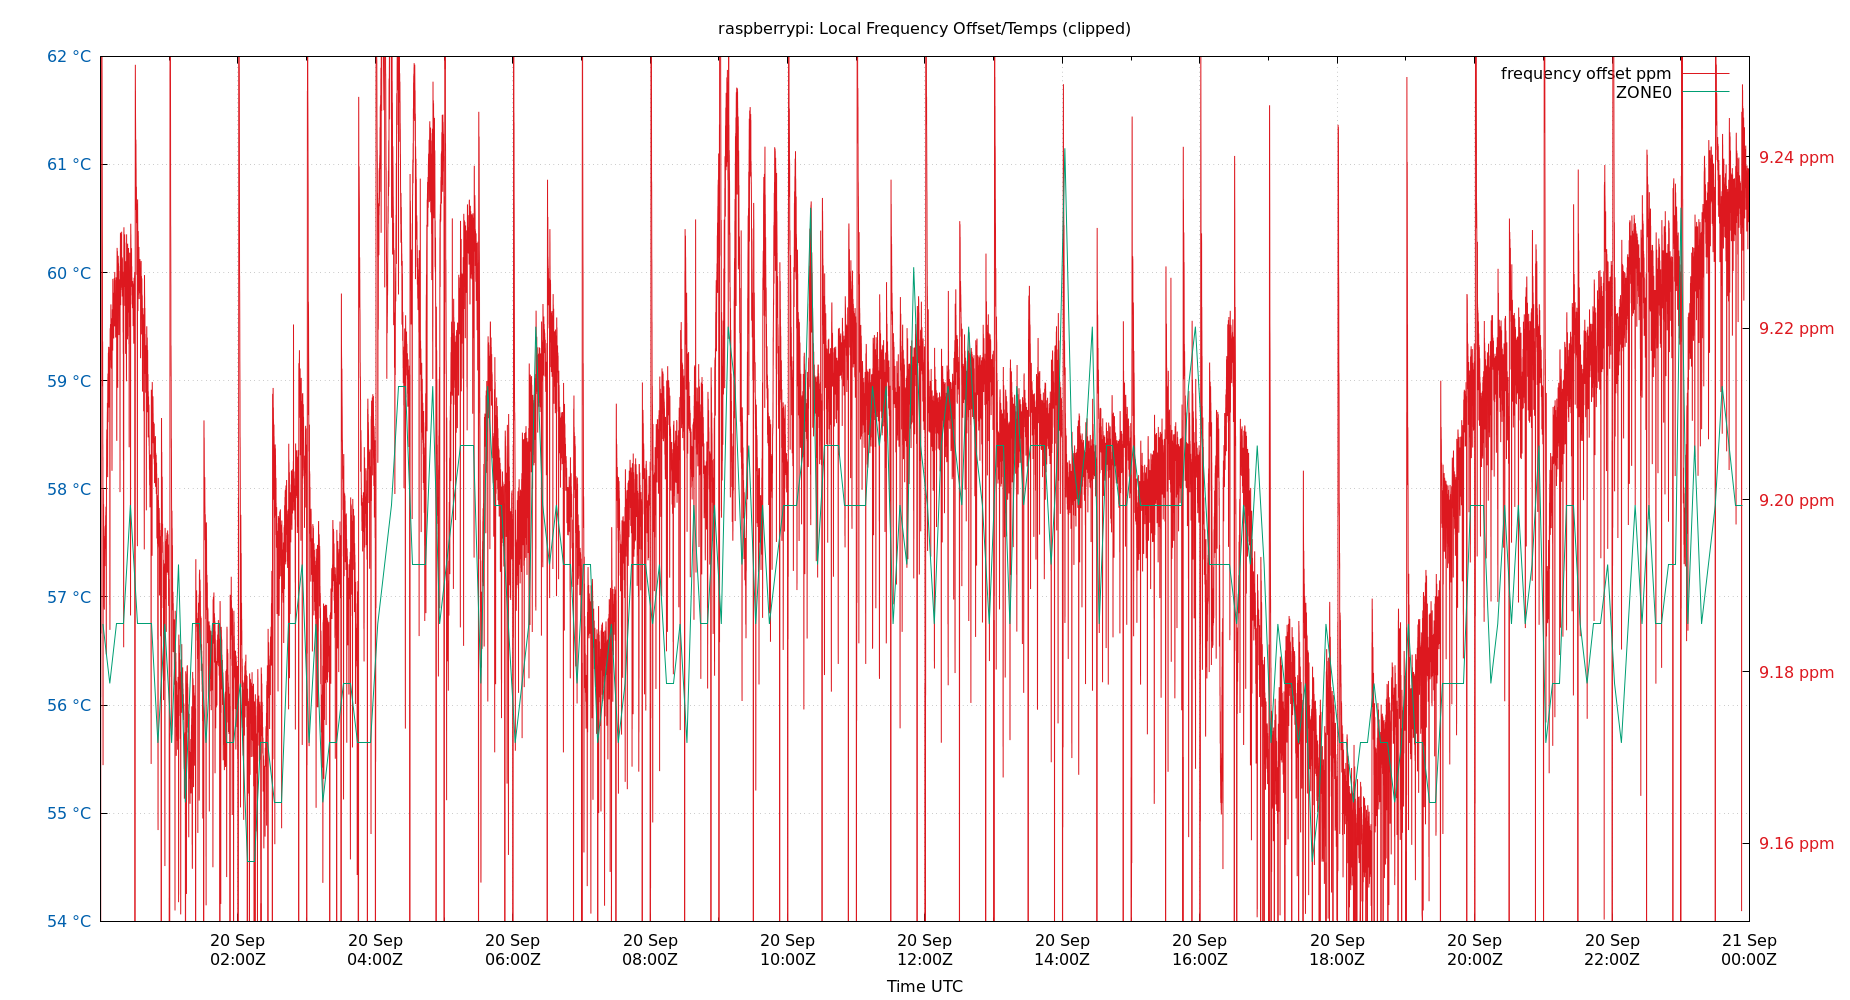 raspberrypi: Local Frequency Offset/Temps (clipped)
62 °C
61 °C
60 °C
59 °C
58 °C
57 °C
56 °C
55 °C
54 °C
frequency offset ppm
ZONE0
9.24 ppm
9.22 ppm
9.20 ppm
9.18 ppm
9.16 ppm
20 Sep 20 Sep 20 Sep 20 Sep 20 Sep 20 Sep 20 Sep 20 Sep 20 Sep 20 Sep 20 Sep 21 Sep
02:00Z 04:00Z 06:00Z 08:00Z 10:00Z 12:00Z 14:00Z 16:00Z 18:00Z 20:00Z 22:00Z 00:00Z
Time UTC